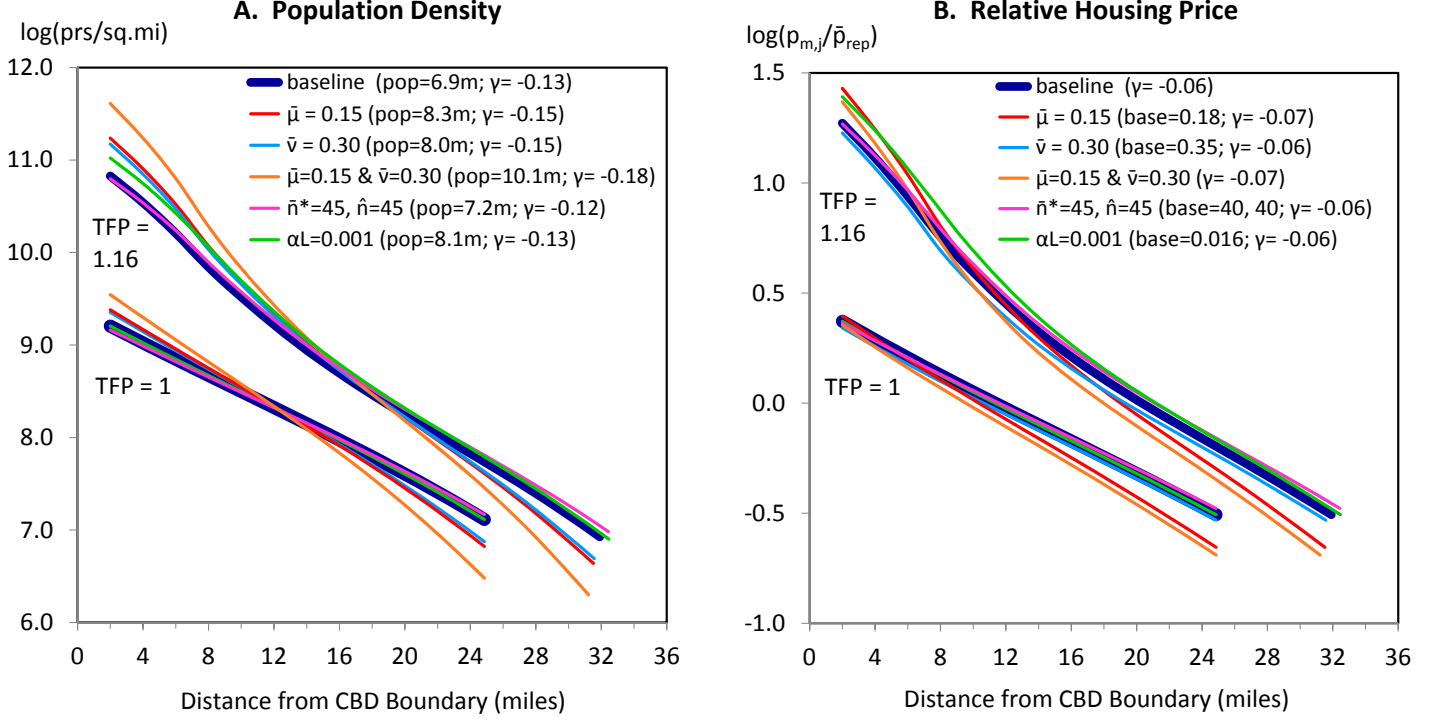 A. Population Density
log(prs/sq.mi)
12.0
11.0
10.0
9.0
8.0
7.0
6.0
baseline (pop=6.9m; γ= -0.13)
μ̄ = 0.15 (pop=8.3m; γ= -0.15)
ν̄ = 0.30 (pop=8.0m; γ= -0.15)
μ̄=0.15 & ν̄=0.30 (pop=10.1m; γ= -0.18)
n̄*=45, n̂=45 (pop=7.2m; γ= -0.12)
αL=0.001 (pop=8.1m; γ= -0.13)
TFP =
1.16
TFP = 1
0 4 8 12 16 20 24 28 32 36
Distance from CBD Boundary (miles)
B. Relative Housing Price
log(pₘ,ⱼ/p̄rep)
1.5
1.0
0.5
0.0
-0.5
-1.0
baseline (γ= -0.06)
μ̄ = 0.15 (base=0.18; γ= -0.07)
ν̄ = 0.30 (base=0.35; γ= -0.06)
μ̄=0.15 & ν̄=0.30 (γ= -0.07)
n̄*=45, n̂=45 (base=40, 40; γ= -0.06)
αL=0.001 (base=0.016; γ= -0.06)
TFP =
1.16
TFP = 1
0 4 8 12 16 20 24 28 32 36
Distance from CBD Boundary (miles)